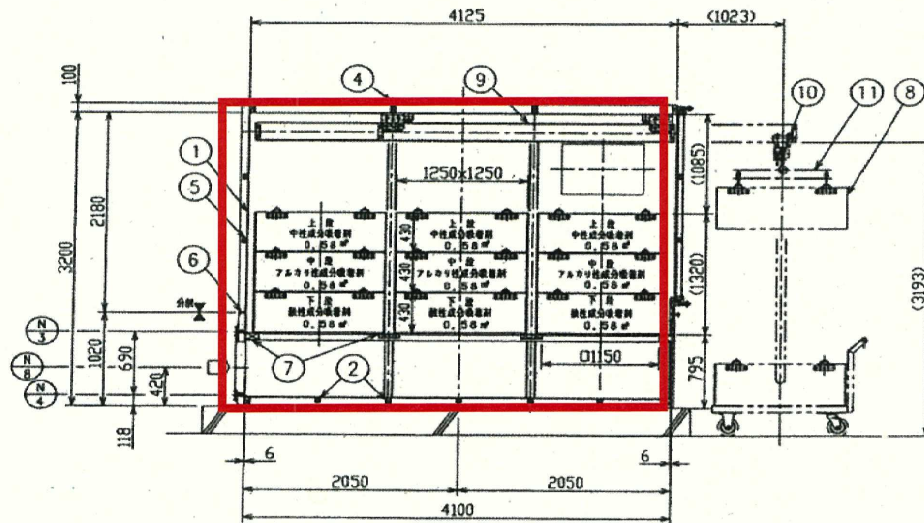 4125
(1023)
100
4
9
10
11
8
1
5
6
2180
3200
1250x1250
(1085)
上段
中性成分吸着剤
0.58㎥
上段
中性成分吸着剤
0.58㎥
上段
中性成分吸着剤
0.58㎥
430
中段
アルカリ性成分吸着剤
0.58㎥
中段
アルカリ性成分吸着剤
0.58㎥
中段
アルカリ性成分吸着剤
0.58㎥
430
下段
酸性成分吸着剤
0.58㎥
下段
酸性成分吸着剤
0.58㎥
下段
酸性成分吸着剤
0.58㎥
430
(1320)
(3193)
分割
N
3
N
8
N
4
1020
690
420
118
7
2
□1150
795
6
6
2050
2050
4100